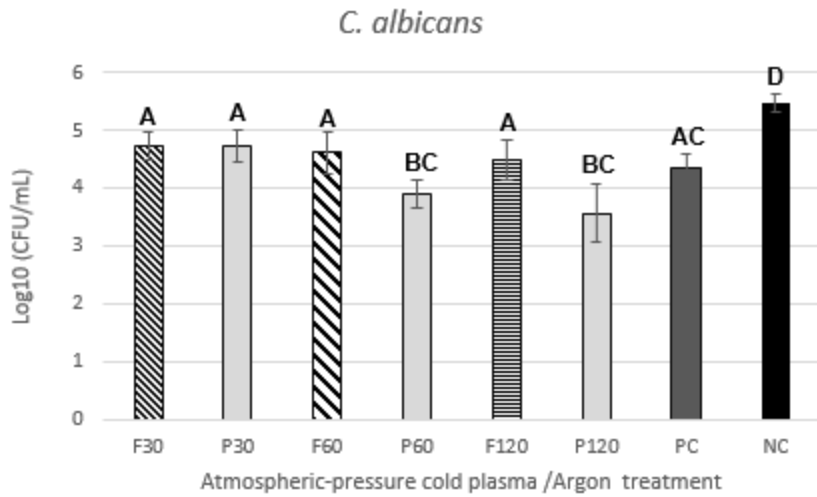 C. albicans
Log10 (CFU/mL)
6
5
4
3
2
1
0
A
A
A
BC
A
BC
AC
D
F30
P30
F60
P60
F120
P120
PC
NC
Atmospheric-pressure cold plasma /Argon treatment